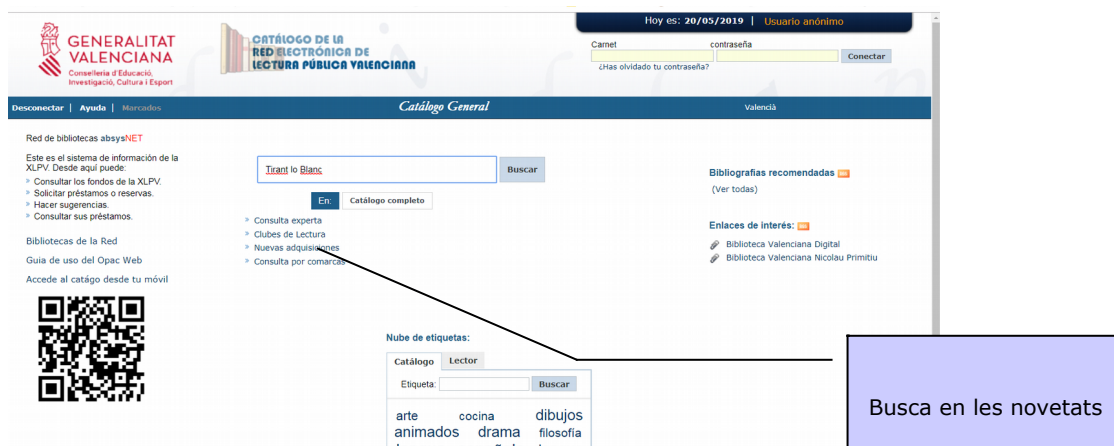 Hoy es: 20/05/2019 | Usuario anónimo
GENERALITAT
VALENCIANA
Conselleria d'Educació,
Investigació, Cultura i Esport
CATÁLOGO DE LA
RED ELECTRÓNICA DE
LECTURA PÚBLICA VALENCIANA
Carnet contraseña
Conectar
¿Has olvidado tu contraseña?
Desconectar | Ayuda | Marcados Catálogo General Valencià
Red de bibliotecas absysNET
Este es el sistema de información de la
XLPV. Desde aquí puede:
» Consultar los fondos de la XLPV.
» Solicitar préstamos o reservas.
» Hacer sugerencias.
» Consultar sus préstamos.
Bibliotecas de la Red
Guia de uso del Opac Web
Accede al catágo desde tu móvil
Tirant lo Blanc Buscar
En: Catálogo completo
» Consulta experta
» Clubes de Lectura
» Nuevas adquisiciones
» Consulta por comarcas
Bibliografias recomendadas
(Ver todas)
Enlaces de interés:
Biblioteca Valenciana Digital
Biblioteca Valenciana Nicolau Primitiu
Nube de etiquetas:
Catálogo Lector
Etiqueta: Buscar
arte cocina dibujos
animados drama filosofía
Busca en les novetats